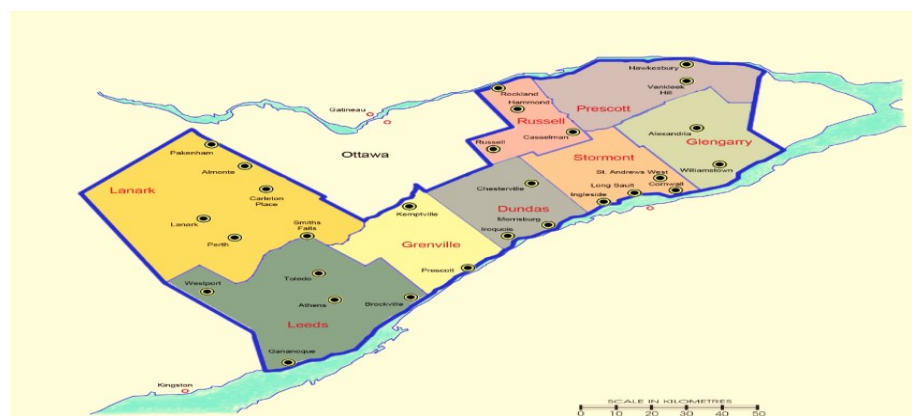 Hawkesbury
Vankleek
Hill
Rockland
Hammond
Prescott
Gatineau
Russell
Casselman
Alexandria
Glengarry
Russell
Ottawa
Stormont
Pakenham
Almonte
St. Andrews West
Williamstown
Chesterville
Long Sault
Cornwall
Lanark
Carleton
Place
Ingleside
Kemptville
Dundas
Morrisburg
Lanark
Smiths
Falls
Iroquois
Perth
Grenville
Prescott
Toledo
Westport
Athens
Brockville
Leeds
Gananoque
Kingston
SCALE IN KILOMETRES
0 10 20 30 40 50